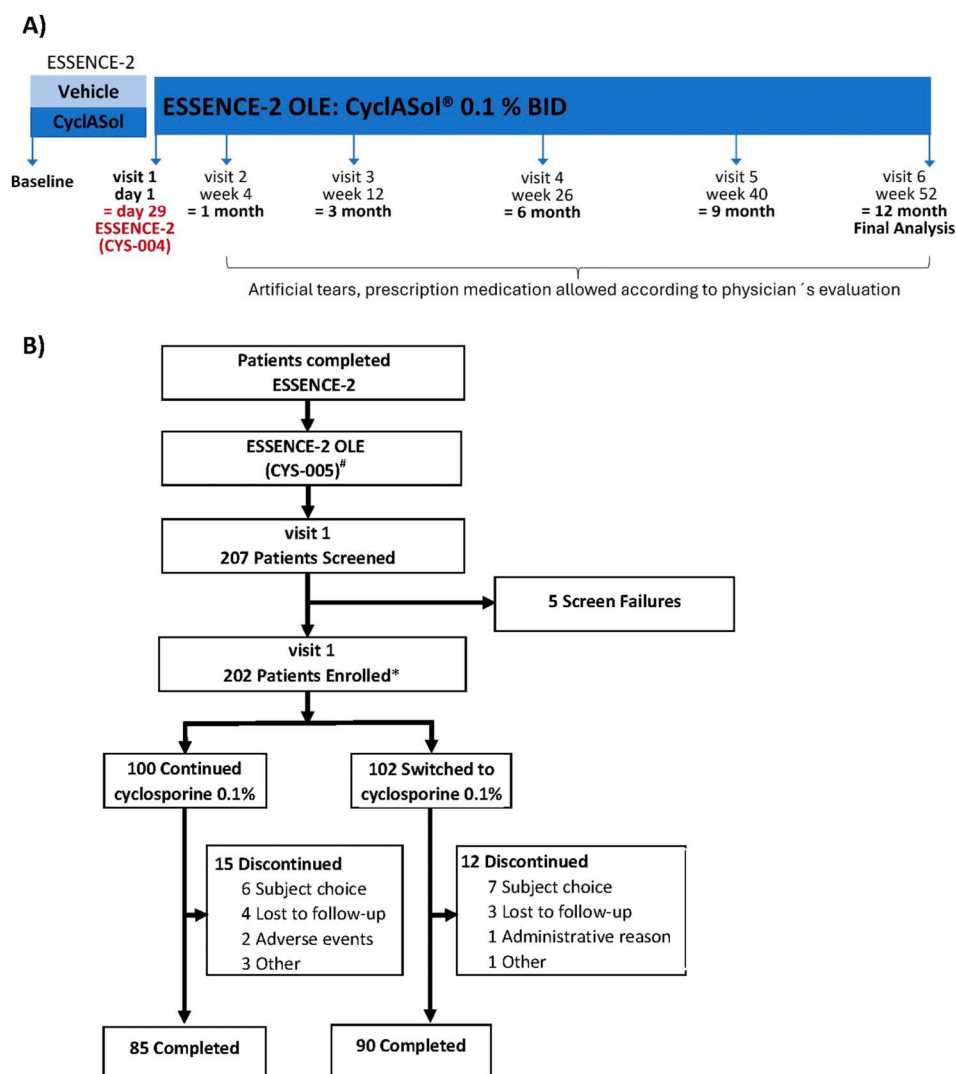 A)
ESSENCE-2
Vehicle
CyclASol
ESSENCE-2 OLE: CyclASol® 0.1 % BID
Baseline
visit 1
day 1
= day 29
ESSENCE-2
(CYS-004)
visit 2
week 4
= 1 month
visit 3
week 12
= 3 month
visit 4
week 26
= 6 month
visit 5
week 40
= 9 month
visit 6
week 52
= 12 month
Final Analysis
Artificial tears, prescription medication allowed according to physician ´s evaluation
B)
Patients completed
ESSENCE-2
ESSENCE-2 OLE
(CYS-005)#
visit 1
207 Patients Screened
5 Screen Failures
visit 1
202 Patients Enrolled*
100 Continued
cyclosporine 0.1%
102 Switched to
cyclosporine 0.1%
15 Discontinued
6 Subject choice
4 Lost to follow-up
2 Adverse events
3 Other
12 Discontinued
7 Subject choice
3 Lost to follow-up
1 Administrative reason
1 Other
85 Completed
90 Completed